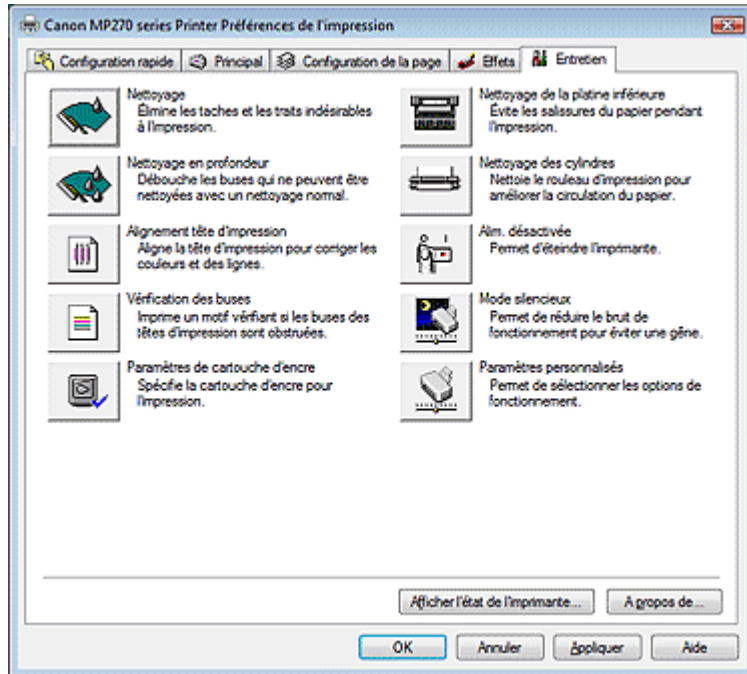 Canon MP270 series Printer Préférences de l'impression
Configuration rapide
Principal
Configuration de la page
Effets
Entretien
Nettoyage
Élimine les taches et les traits indésirables
à l'impression.
Nettoyage en profondeur
Débouche les buses qui ne peuvent être
nettoyées avec un nettoyage normal.
Alignement tête d'impression
Aligne la tête d'impression pour corriger les
couleurs et des lignes.
Vérification des buses
Imprime un motif vérifiant si les buses des
têtes d'impression sont obstruées.
Paramètres de cartouche d'encre
Spécifie la cartouche d'encre pour
l'impression.
Nettoyage de la platine inférieure
Évite les salissures du papier pendant
l'impression.
Nettoyage des cylindres
Nettoie le rouleau d'impression pour
améliorer la circulation du papier.
Alim. désactivée
Permet d'éteindre l'imprimante.
Mode silencieux
Permet de réduire le bruit de
fonctionnement pour éviter une gêne.
Paramètres personnalisés
Permet de sélectionner les options de
fonctionnement.
Afficher l'état de l'imprimante...
A propos de...
OK
Annuler
Appliquer
Aide